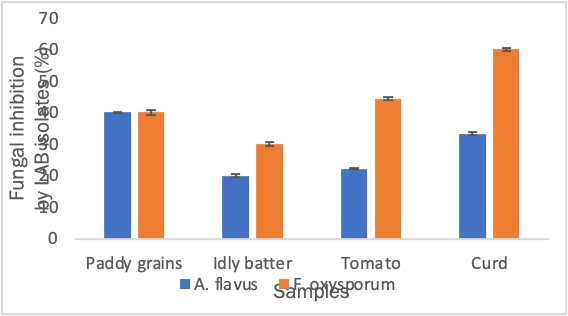 Fungal inhibition
by LAB isolates (%)
70
60
50
40
30
20
10
0
Paddy grains Idly batter Tomato Curd
A. flavus F. oxysporum
Samples